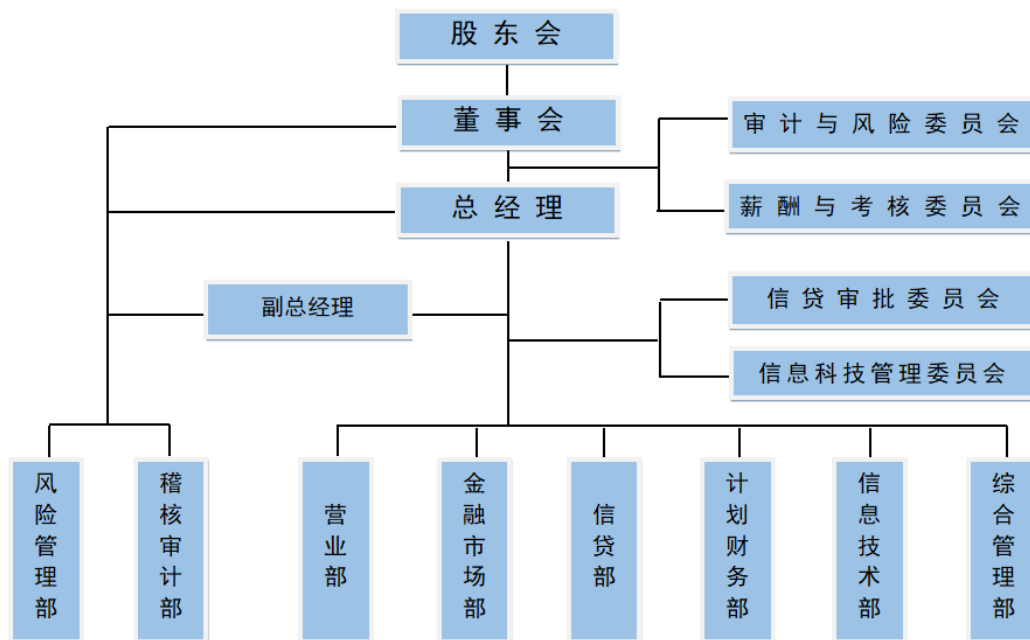 股东会
董事会
审计与风险委员会
总经理
薪酬与考核委员会
副总经理
信贷审批委员会
信息科技管理委员会
风险管理部
稽核审计部
营业部
金融市场部
信贷部
计划财务部
信息技术部
综合管理部